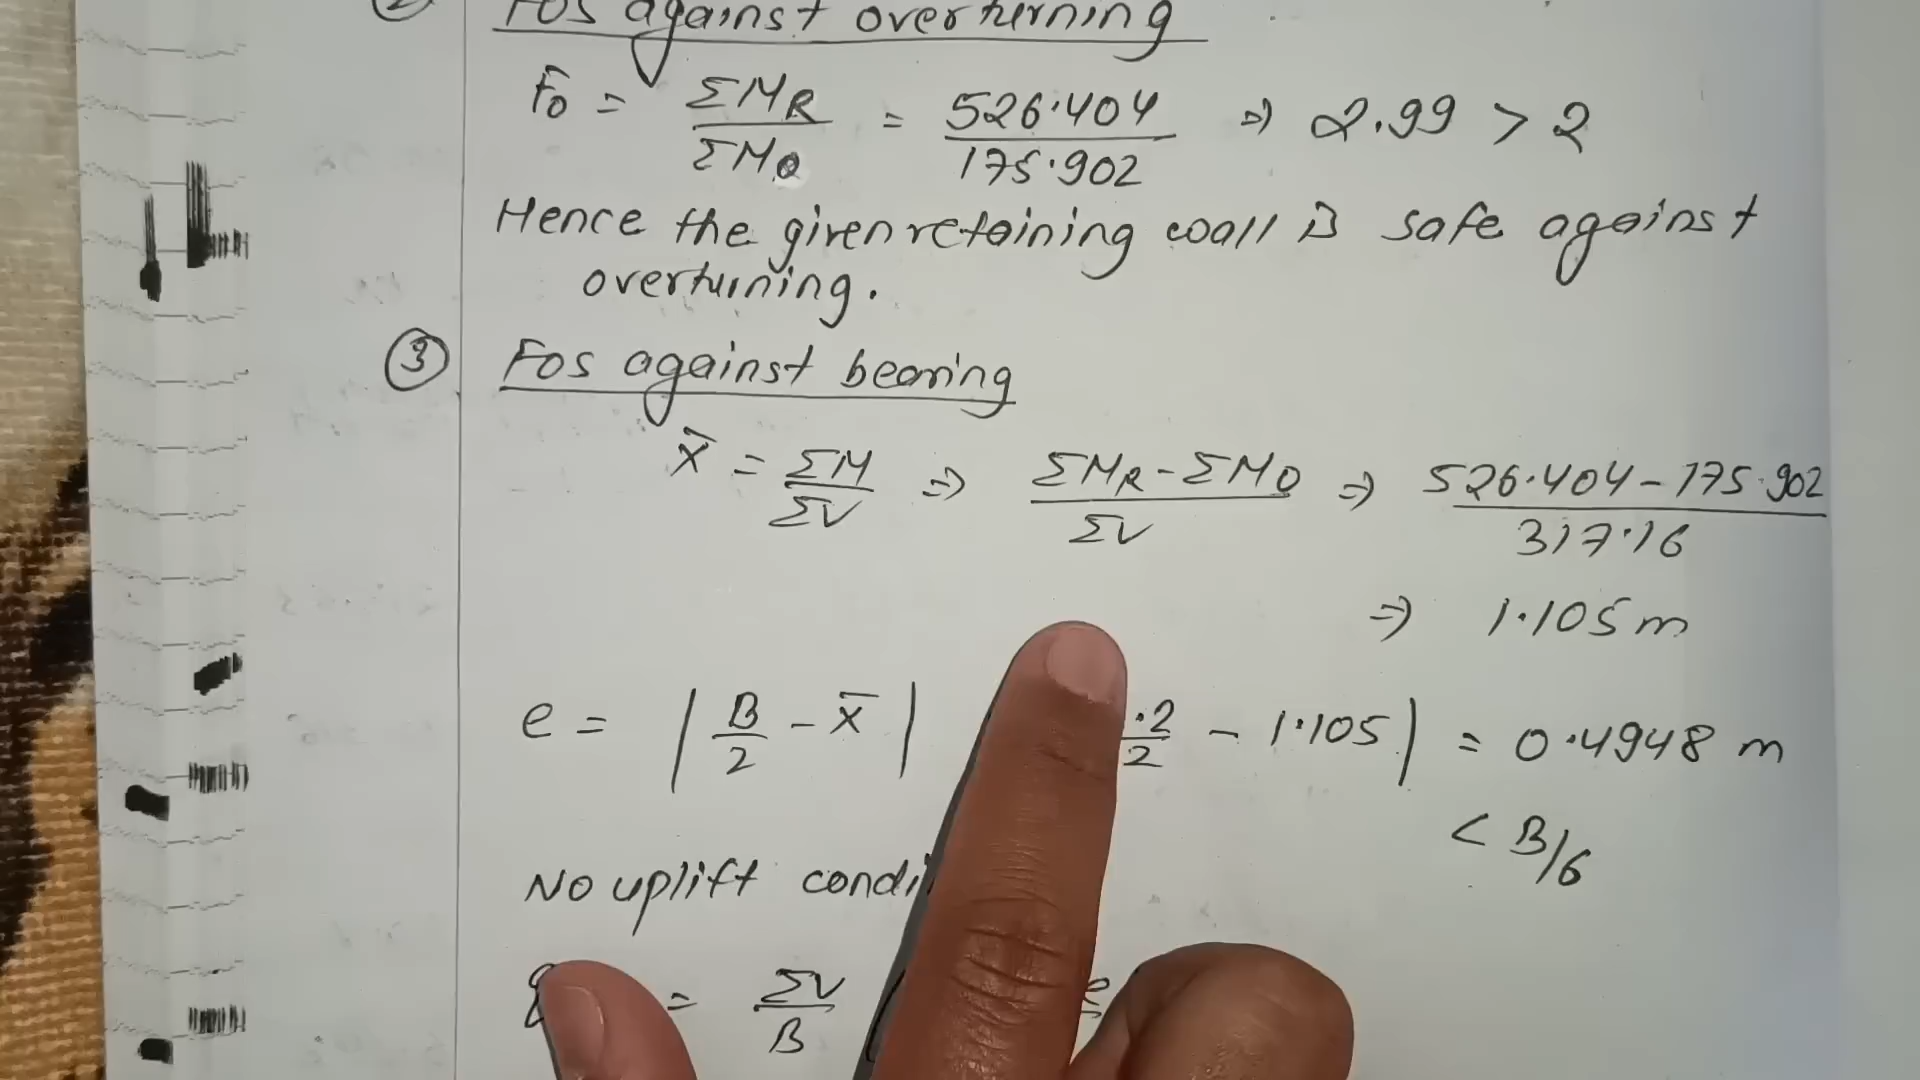 ② FOS against overturning
Fo = ΣMR / ΣMO = 526.404 / 175.902 ⇒ 2.99 > 2
Hence the given retaining wall is safe against
overturning.
③ FOS against bearing
x̄ = ΣM / ΣV ⇒ ΣMR - ΣMO / ΣV ⇒ 526.404 - 175.902 / 317.16
⇒ 1.105 m
e = | B/2 - x̄ | .2/2 - 1.105 | = 0.4948 m
< B/6
No uplift condi
= ΣV / B (